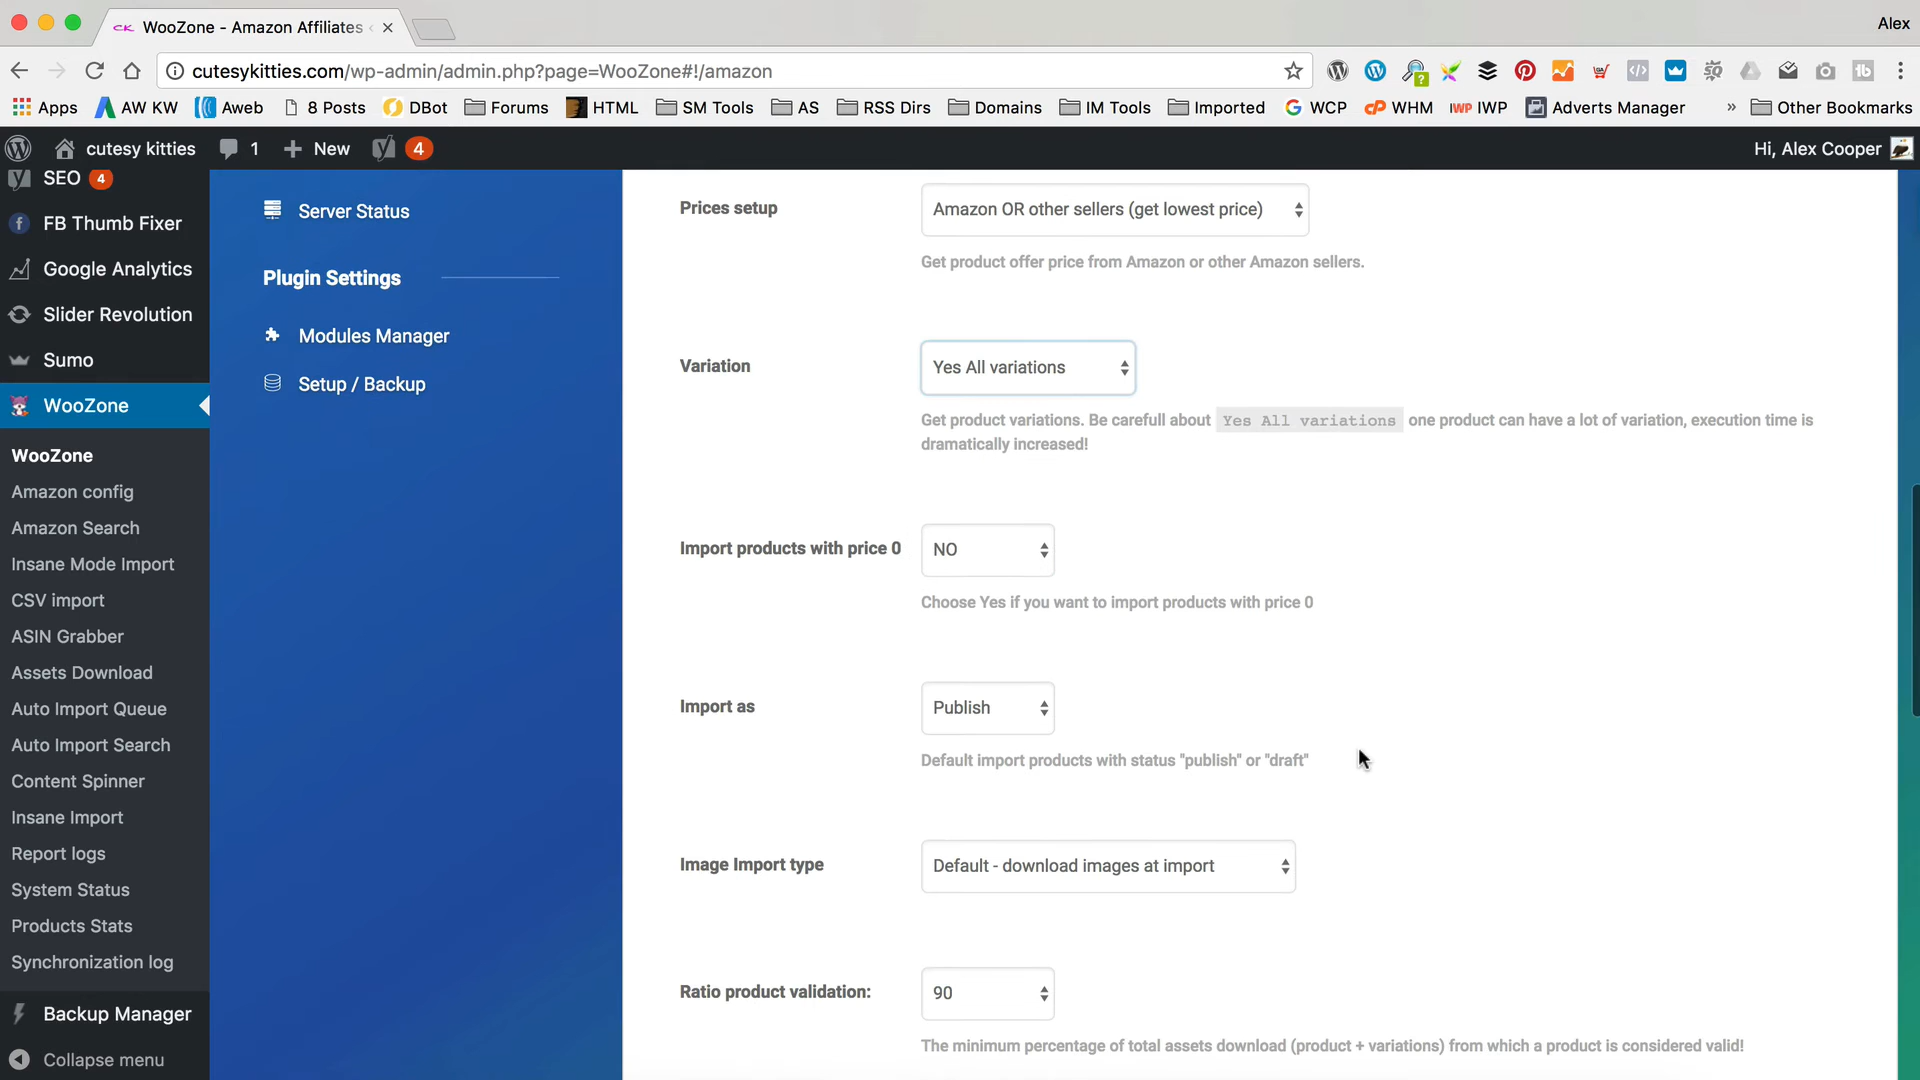 WooZone - Amazon Affiliates
Alex
cutesykitties.com/wp-admin/admin.php?page=WooZone#!/amazon
Apps AW KW Aweb 8 Posts DBot Forums HTML SM Tools AS RSS Dirs Domains IM Tools Imported WCP WHM IWP Adverts Manager » Other Bookmarks
cutesy kitties 1 + New 4 Hi, Alex Cooper
SEO 4
FB Thumb Fixer
Google Analytics
Slider Revolution
Sumo
WooZone
WooZone
Amazon config
Amazon Search
Insane Mode Import
CSV import
ASIN Grabber
Assets Download
Auto Import Queue
Auto Import Search
Content Spinner
Insane Import
Report logs
System Status
Products Stats
Synchronization log
Backup Manager
Collapse menu
Server Status
Plugin Settings
Modules Manager
Setup / Backup
Prices setup Amazon OR other sellers (get lowest price)
Get product offer price from Amazon or other Amazon sellers.
Variation Yes All variations
Get product variations. Be carefull about Yes All variations one product can have a lot of variation, execution time is
dramatically increased!
Import products with price 0 NO
Choose Yes if you want to import products with price 0
Import as Publish
Default import products with status "publish" or "draft"
Image Import type Default - download images at import
Ratio product validation: 90
The minimum percentage of total assets download (product + variations) from which a product is considered valid!